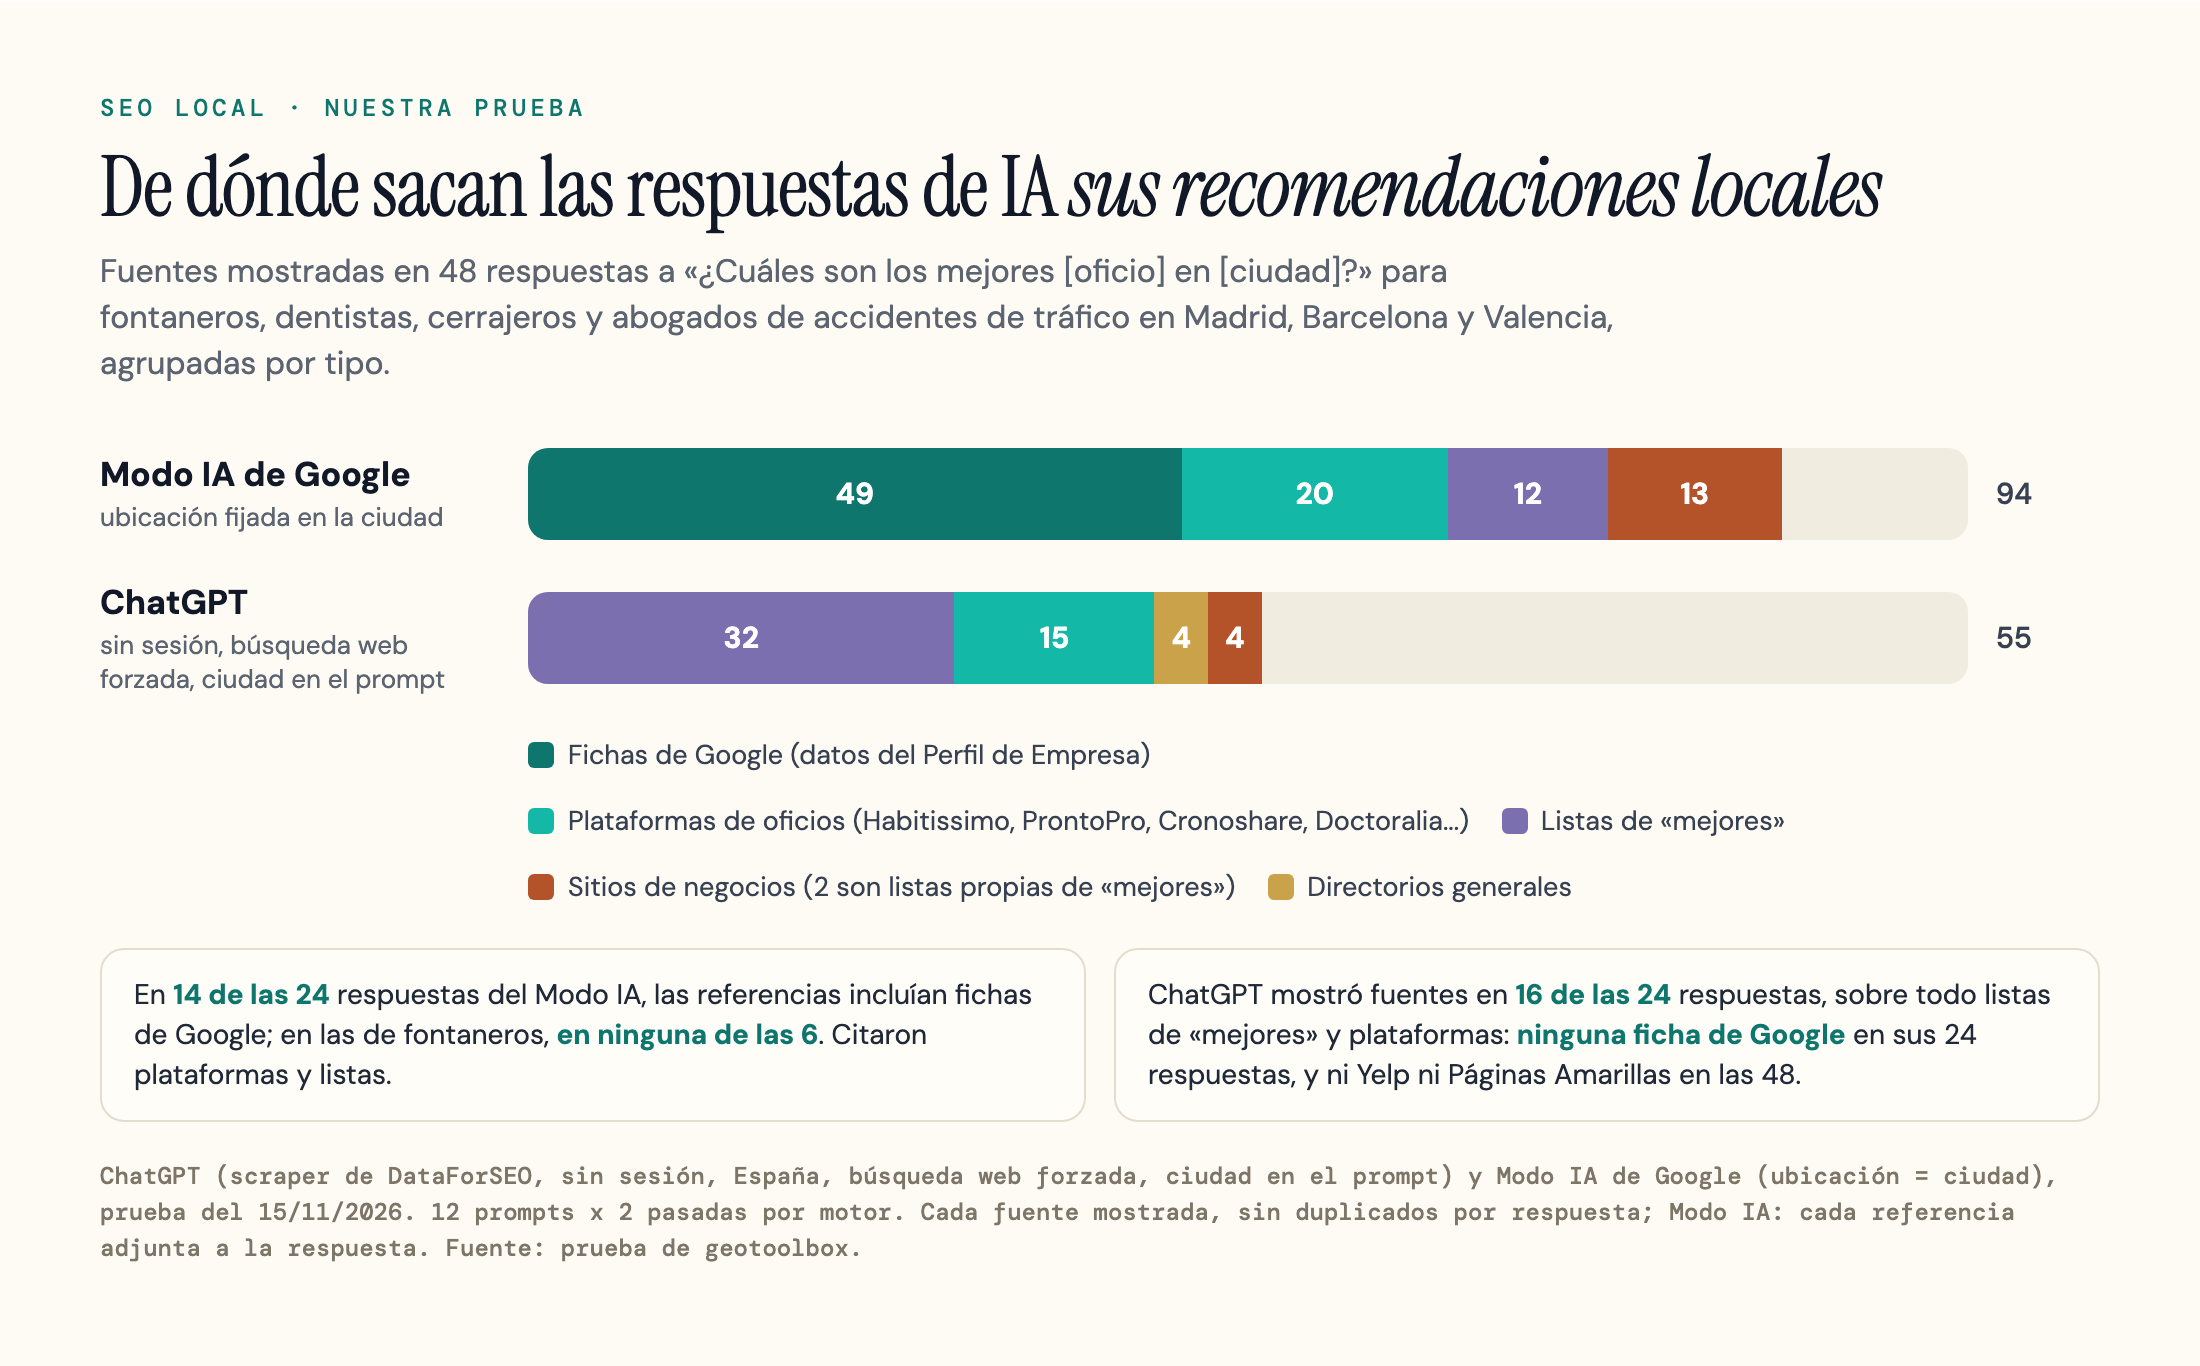 SEO LOCAL · NUESTRA PRUEBA
De dónde sacan las respuestas de IA sus recomendaciones locales
Fuentes mostradas en 48 respuestas a «¿Cuáles son los mejores [oficio] en [ciudad]?» para
fontaneros, dentistas, cerrajeros y abogados de accidentes de tráfico en Madrid, Barcelona y Valencia,
agrupadas por tipo.
Modo IA de Google
ubicación fijada en la ciudad
49 20 12 13 94
ChatGPT
sin sesión, búsqueda web
forzada, ciudad en el prompt
32 15 4 4 55
Fichas de Google (datos del Perfil de Empresa)
Plataformas de oficios (Habitissimo, ProntoPro, Cronoshare, Doctoralia...) Listas de «mejores»
Sitios de negocios (2 son listas propias de «mejores») Directorios generales
En 14 de las 24 respuestas del Modo IA, las referencias incluían fichas
de Google; en las de fontaneros, en ninguna de las 6. Citaron
plataformas y listas.
ChatGPT mostró fuentes en 16 de las 24 respuestas, sobre todo listas
de «mejores» y plataformas: ninguna ficha de Google en sus 24
respuestas, y ni Yelp ni Páginas Amarillas en las 48.
ChatGPT (scraper de DataForSEO, sin sesión, España, búsqueda web forzada, ciudad en el prompt) y Modo IA de Google (ubicación = ciudad),
prueba del 15/11/2026. 12 prompts x 2 pasadas por motor. Cada fuente mostrada, sin duplicados por respuesta; Modo IA: cada referencia
adjunta a la respuesta. Fuente: prueba de geotoolbox.